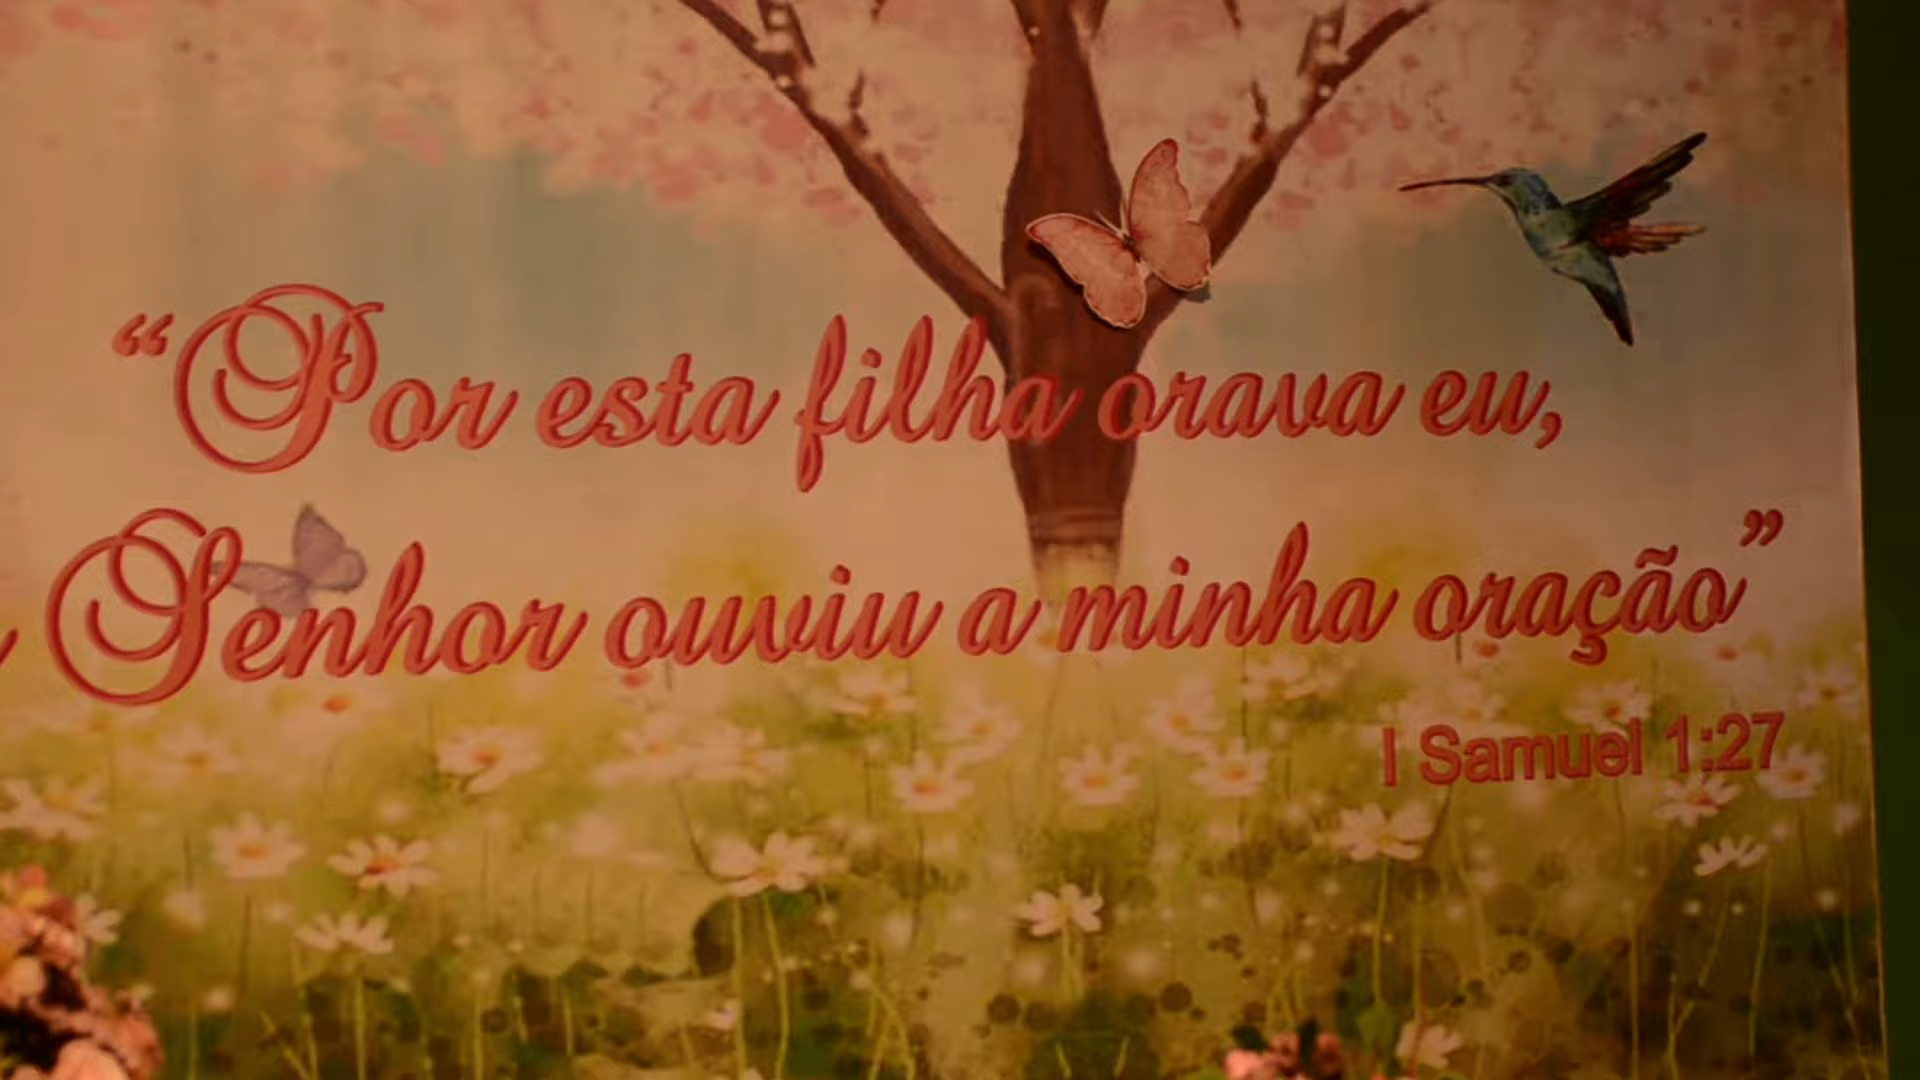 “Por esta filha orava eu,
Senhor ouviu a minha oração”
I Samuel 1:27